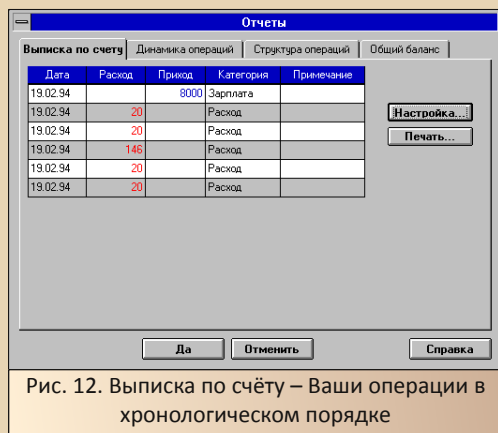 Отчеты
Выписка по счету Динамика операций Структура операций Общий баланс
Дата Расход Приход Категория Примечание
19.02.94 8000 Зарплата
19.02.94 20 Расход
19.02.94 20 Расход
19.02.94 146 Расход
19.02.94 20 Расход
19.02.94 20 Расход
Настройка...
Печать...
Да Отменить Справка
Рис. 12. Выписка по счёту – Ваши операции в
хронологическом порядке